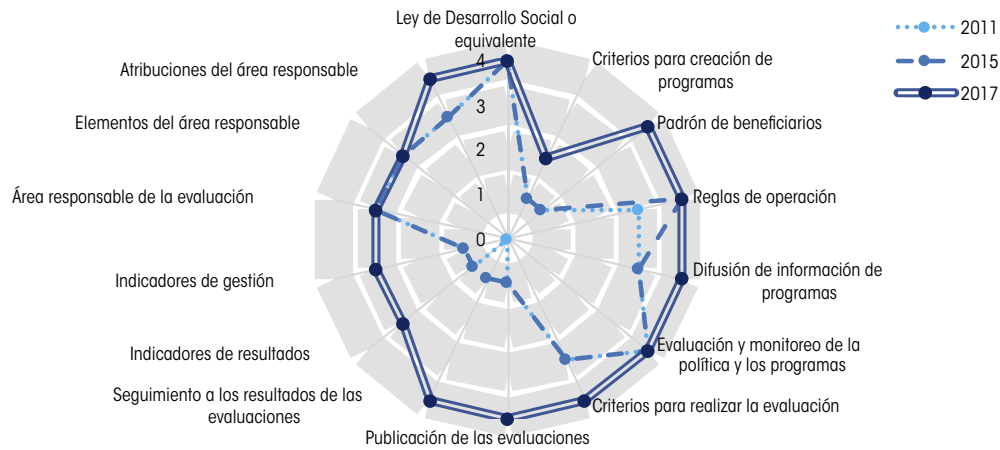 Ley de Desarrollo Social o
equivalente
Criterios para creación de
programas
Padrón de beneficiarios
Reglas de operación
Difusión de información de
programas
Evaluación y monitoreo de la
política y los programas
Criterios para realizar la evaluación
Publicación de las evaluaciones
Seguimiento a los resultados de las
evaluaciones
Indicadores de resultados
Indicadores de gestión
Área responsable de la evaluación
Elementos del área responsable
Atribuciones del área responsable
4
3
2
1
0
2011
2015
2017